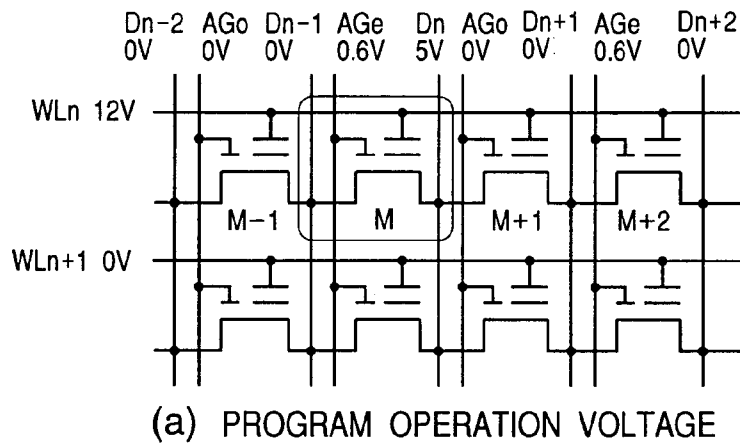 Dn-2 AGo Dn-1 AGe Dn AGo Dn+1 AGe Dn+2
0V 0V 0V 0.6V 5V 0V 0V 0.6V 0V
WLn 12V
M-1 M M+1 M+2
WLn+1 0V
(a) PROGRAM OPERATION VOLTAGE